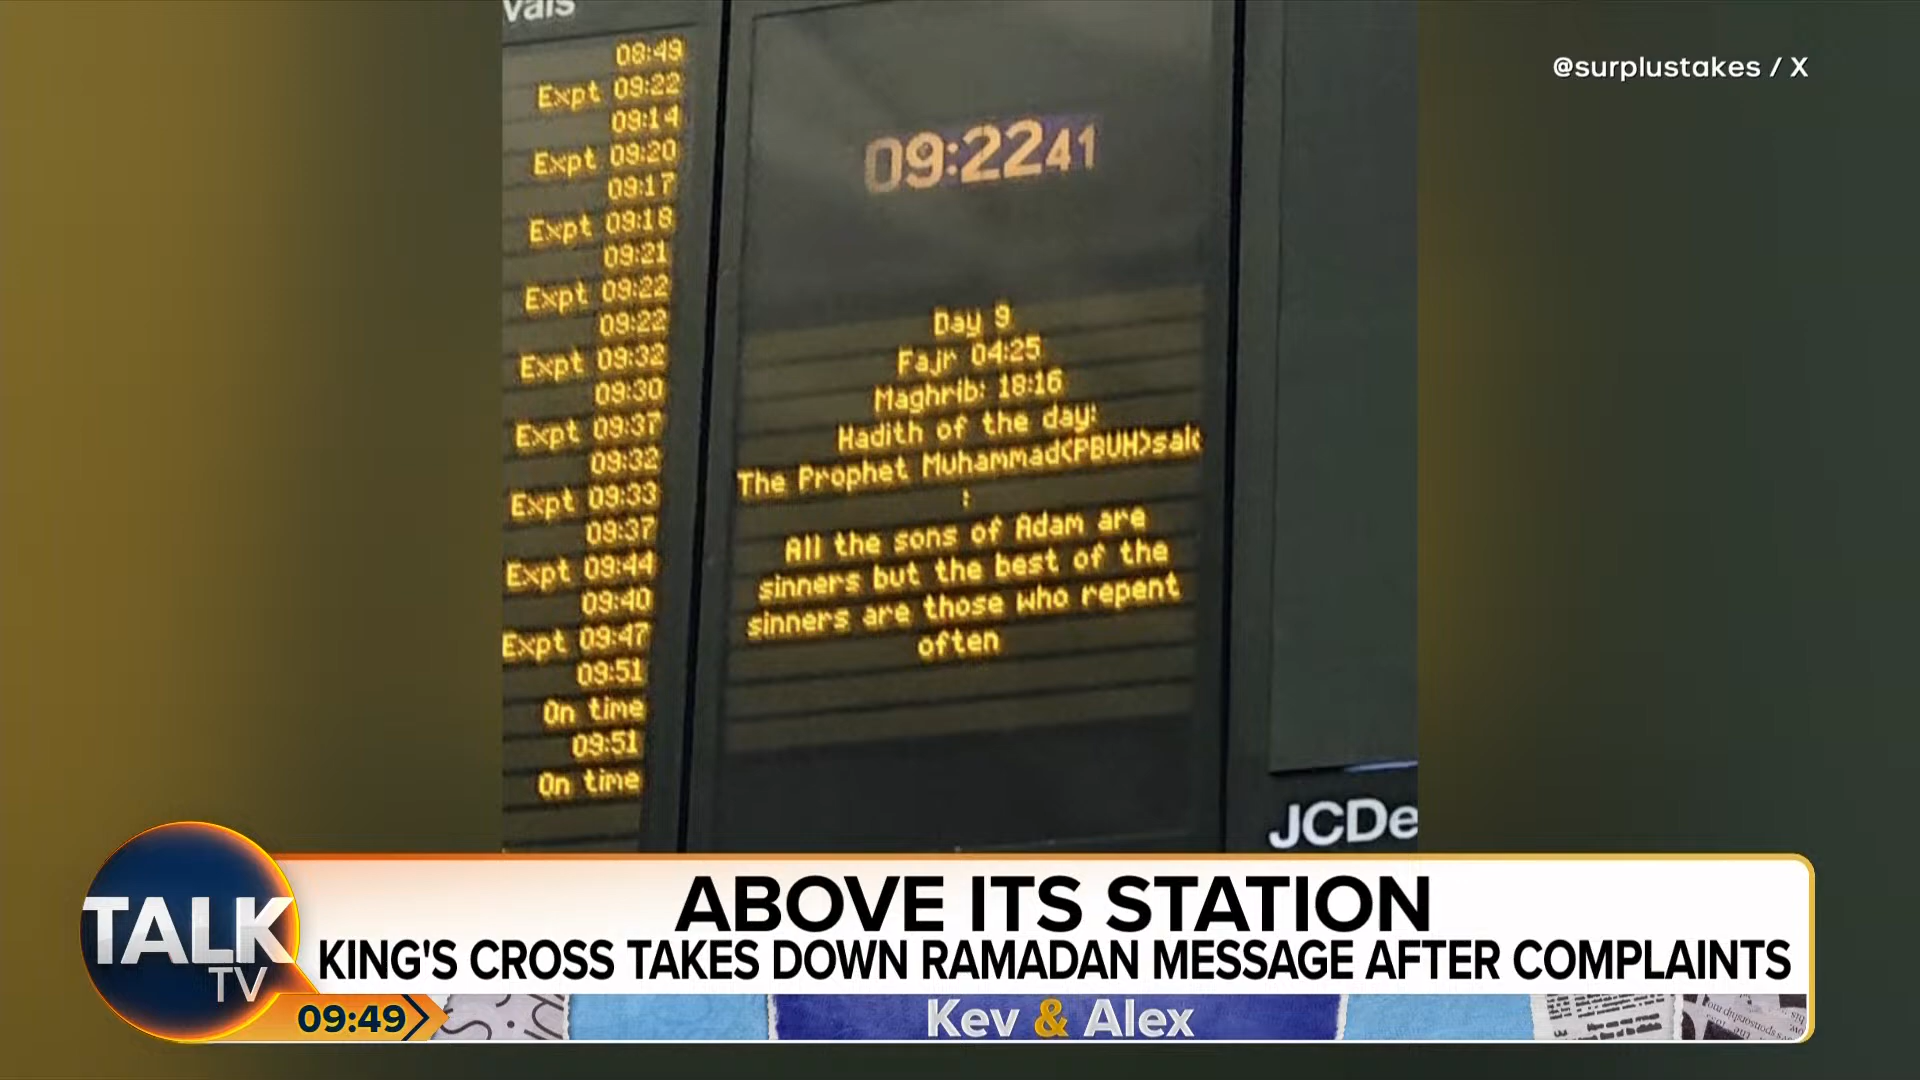 vals
08:49
Expt 09:22
09:14
Expt 09:20
09:17
Expt 09:18
09:21
Expt 09:22
09:22
Expt 09:32
09:30
Expt 09:37
09:32
Expt 09:33
09:37
Expt 09:44
09:40
Expt 09:47
09:51
On time
09:51
On time
09:22 41
Day 9
Fajr 04:25
Maghrib: 18:16
Hadith of the day:
The Prophet Muhammad(PBUH)said
:
All the sons of Adam are
sinners but the best of the
sinners are those who repent
often
JCDe
@surplustakes / X
TALK
TV
09:49
ABOVE ITS STATION
KING'S CROSS TAKES DOWN RAMADAN MESSAGE AFTER COMPLAINTS
Kev & Alex